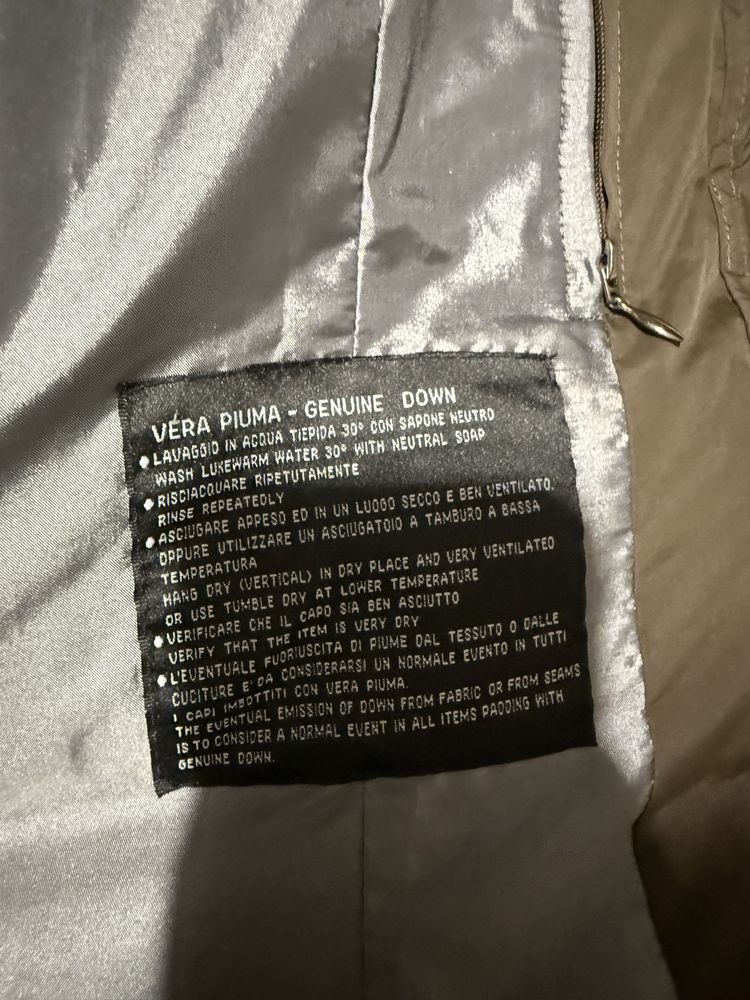 VERA PIUMA - GENUINE DOWN
• LAVAGGIO IN ACQUA TIEPIDA 30° CON SAPONE NEUTRO
WASH LUKEWARM WATER 30° WITH NEUTRAL SOAP
• RISCIACQUARE RIPETUTAMENTE
RINSE REPEATEDLY
• ASCIUGARE APPESO ED IN UN LUOGO SECCO E BEN VENTILATO.
OPPURE UTILIZZARE UN ASCIUGATOIO A TAMBURO A BASSA
TEMPERATURA
HANG DRY (VERTICAL) IN DRY PLACE AND VERY VENTILATED
OR USE TUMBLE DRY AT LOWER TEMPERATURE
• VERIFICARE CHE IL CAPO SIA BEN ASCIUTTO
VERIFY THAT THE ITEM IS VERY DRY
• L'EVENTUALE FUORIUSCITA DI PIUME DAL TESSUTO O DALLE
CUCITURE E' DA CONSIDERARSI UN NORMALE EVENTO IN TUTTI
I CAPI IMBOTTITI CON VERA PIUMA.
THE EVENTUAL EMISSION OF DOWN FROM FABRIC OR FROM SEAMS
IS TO CONSIDER A NORMAL EVENT IN ALL ITEMS PADDING WITH
GENUINE DOWN.